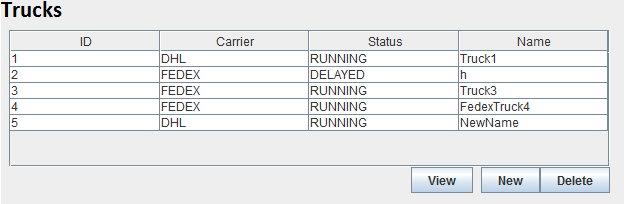 Trucks
ID Carrier Status Name
1 DHL RUNNING Truck1
2 FEDEX DELAYED h
3 FEDEX RUNNING Truck3
4 FEDEX RUNNING FedexTruck4
5 DHL RUNNING NewName
View New Delete